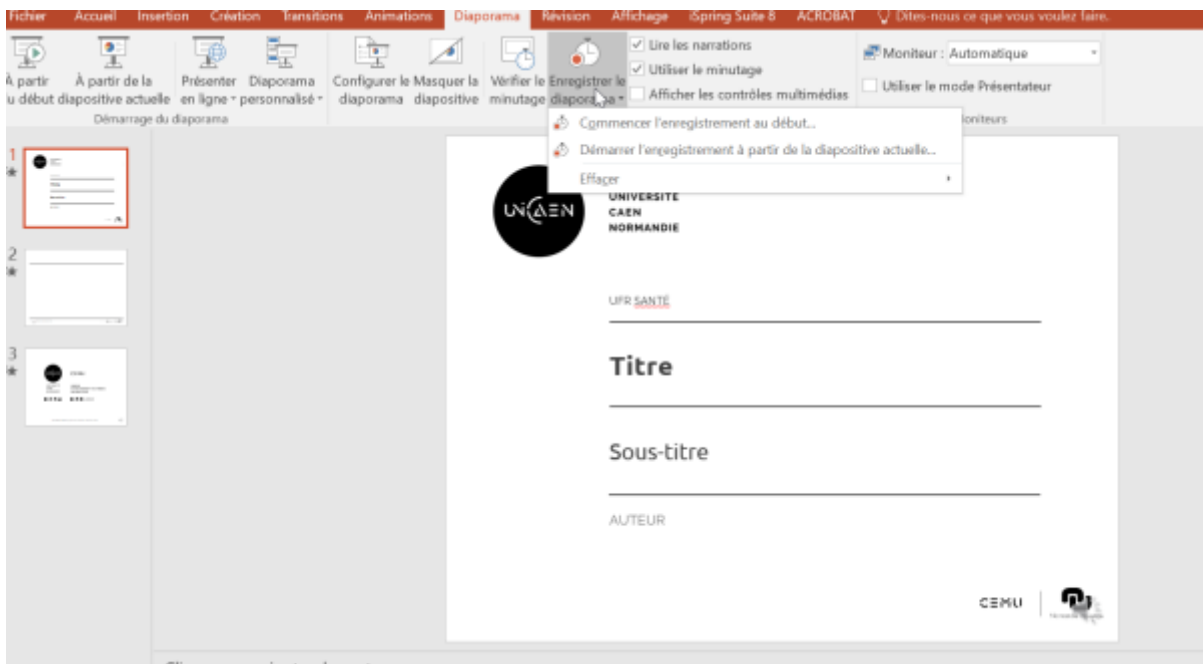 Fichier Accueil Insertion Création Transitions Animations Diaporama Révision Affichage iSpring Suite 8 ACROBAT Dites-nous ce que vous voulez faire.
À partir À partir de la Présenter Diaporama Configurer le Masquer la Vérifier le Enregistrer le
u début diapositive actuelle en ligne personnalisé diaporama diapositive minutage diaporama
Démarrage du diaporama
Lire les narrations
Utiliser le minutage
Afficher les contrôles multimédias
Moniteur : Automatique
Utiliser le mode Présentateur
oniteurs
Commencer l'enregistrement au début...
Démarrer l'enregistrement à partir de la diapositive actuelle...
Effacer
1
2
3
UNICAEN
UNIVERSITÉ
CAEN
NORMANDIE
UFR SANTÉ
Titre
Sous-titre
AUTEUR
CEMU